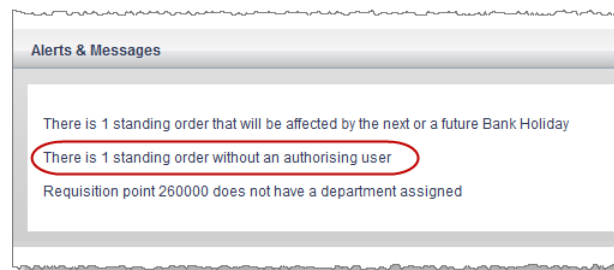 Alerts & Messages
There is 1 standing order that will be affected by the next or a future Bank Holiday
There is 1 standing order without an authorising user
Requisition point 260000 does not have a department assigned